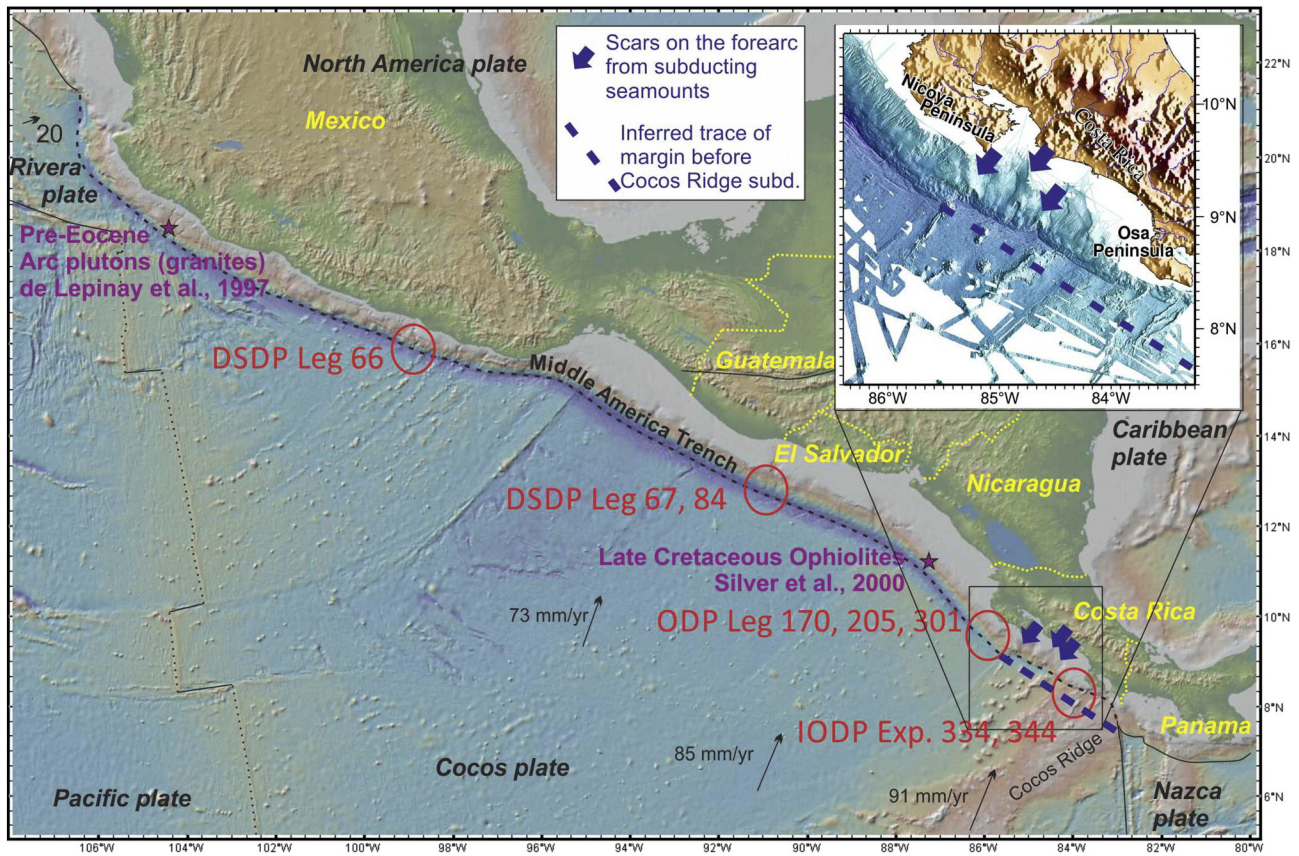 North America plate
Mexico
20
Rivera
plate
Pre-Eocene
Arc plutons (granites)
de Lepinay et al., 1997
DSDP Leg 66
Middle America Trench
Guatemala
El Salvador
Nicaragua
Caribbean
plate
DSDP Leg 67, 84
Late Cretaceous Ophiolites
Silver et al., 2000
73 mm/yr
ODP Leg 170, 205, 301
Costa Rica
IODP Exp. 334, 344
Panama
85 mm/yr
Cocos plate
91 mm/yr
Cocos Ridge
Pacific plate
Nazca
plate
Scars on the forearc
from subducting
seamounts
Inferred trace of
margin before
Cocos Ridge subd.
Nicoya
Peninsula
Costa Rica
Osa
Peninsula
10°N
9°N
8°N
86°W
85°W
84°W
22°N
20°N
18°N
16°N
14°N
12°N
10°N
8°N
6°N
106°W
104°W
102°W
100°W
98°W
96°W
94°W
92°W
90°W
88°W
86°W
84°W
82°W
80°W